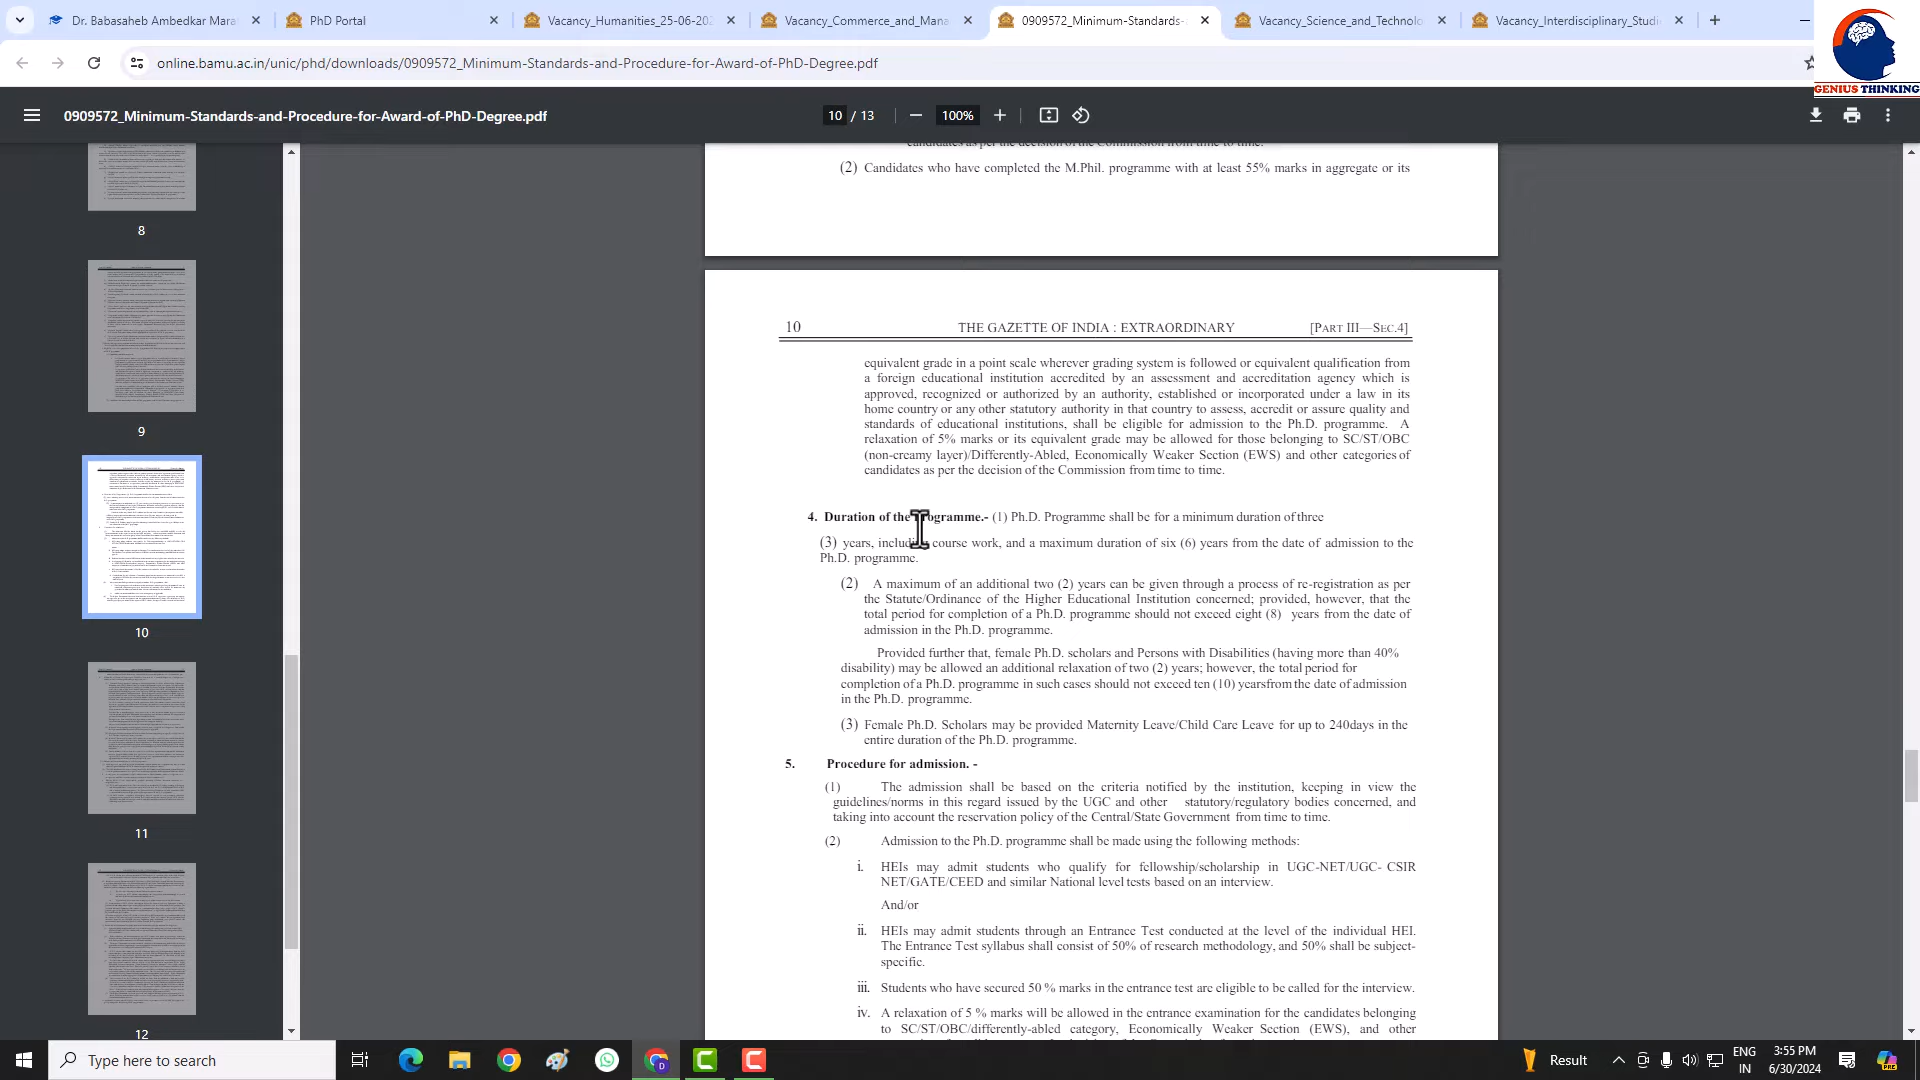 Dr. Babasaheb Ambedkar Mara
PhD Portal
Vacancy_Humanities_25-06-202
Vacancy_Commerce_and_Mana
0909572_Minimum-Standards-
Vacancy_Science_and_Technolo
Vacancy_Interdisciplinary_Studi
online.bamu.ac.in/unic/phd/downloads/0909572_Minimum-Standards-and-Procedure-for-Award-of-PhD-Degree.pdf
GENIUS THINKING
0909572_Minimum-Standards-and-Procedure-for-Award-of-PhD-Degree.pdf
10 / 13
100%
8
9
10
11
12
candidates as per the decision of the Commission from time to time.
(2) Candidates who have completed the M.Phil. programme with at least 55% marks in aggregate or its
10 THE GAZETTE OF INDIA : EXTRAORDINARY [PART III—SEC.4]
equivalent grade in a point scale wherever grading system is followed or equivalent qualification from
a foreign educational institution accredited by an assessment and accreditation agency which is
approved, recognized or authorized by an authority, established or incorporated under a law in its
home country or any other statutory authority in that country to assess, accredit or assure quality and
standards of educational institutions, shall be eligible for admission to the Ph.D. programme. A
relaxation of 5% marks or its equivalent grade may be allowed for those belonging to SC/ST/OBC
(non-creamy layer)/Differently-Abled, Economically Weaker Section (EWS) and other categories of
candidates as per the decision of the Commission from time to time.
4. Duration of the Programme.- (1) Ph.D. Programme shall be for a minimum duration of three
(3) years, including course work, and a maximum duration of six (6) years from the date of admission to the
Ph.D. programme.
(2) A maximum of an additional two (2) years can be given through a process of re-registration as per
the Statute/Ordinance of the Higher Educational Institution concerned; provided, however, that the
total period for completion of a Ph.D. programme should not exceed eight (8) years from the date of
admission in the Ph.D. programme.
Provided further that, female Ph.D. scholars and Persons with Disabilities (having more than 40%
disability) may be allowed an additional relaxation of two (2) years; however, the total period for
completion of a Ph.D. programme in such cases should not exceed ten (10) yearsfrom the date of admission
in the Ph.D. programme.
(3) Female Ph.D. Scholars may be provided Maternity Leave/Child Care Leave for up to 240days in the
entire duration of the Ph.D. programme.
5. Procedure for admission. -
(1) The admission shall be based on the criteria notified by the institution, keeping in view the
guidelines/norms in this regard issued by the UGC and other statutory/regulatory bodies concerned, and
taking into account the reservation policy of the Central/State Government from time to time.
(2) Admission to the Ph.D. programme shall be made using the following methods:
i. HEIs may admit students who qualify for fellowship/scholarship in UGC-NET/UGC- CSIR
NET/GATE/CEED and similar National level tests based on an interview.
And/or
ii. HEIs may admit students through an Entrance Test conducted at the level of the individual HEI.
The Entrance Test syllabus shall consist of 50% of research methodology, and 50% shall be subject-
specific.
iii. Students who have secured 50 % marks in the entrance test are eligible to be called for the interview.
iv. A relaxation of 5 % marks will be allowed in the entrance examination for the candidates belonging
to SC/ST/OBC/differently-abled category, Economically Weaker Section (EWS), and other
Type here to search
Result
ENG
IN
3:55 PM
6/30/2024